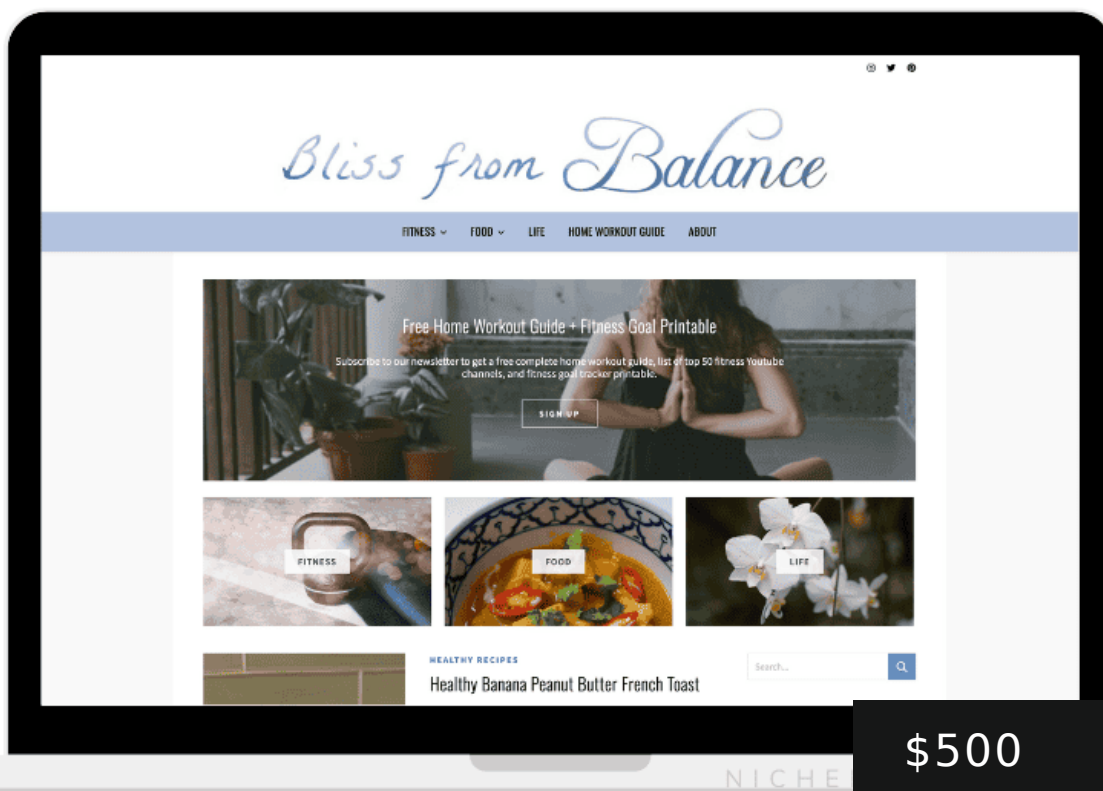 Bliss from Balance
FITNESS FOOD LIFE HOME WORKOUT GUIDE ABOUT
Free Home Workout Guide + Fitness Goal Printable
Subscribe to our newsletter to get a free complete home workout guide, list of top 50 fitness Youtube
channels, and fitness goal tracker printable.
SIGN UP
FITNESS FOOD LIFE
HEALTHY RECIPES
Search...
Healthy Banana Peanut Butter French Toast
$500